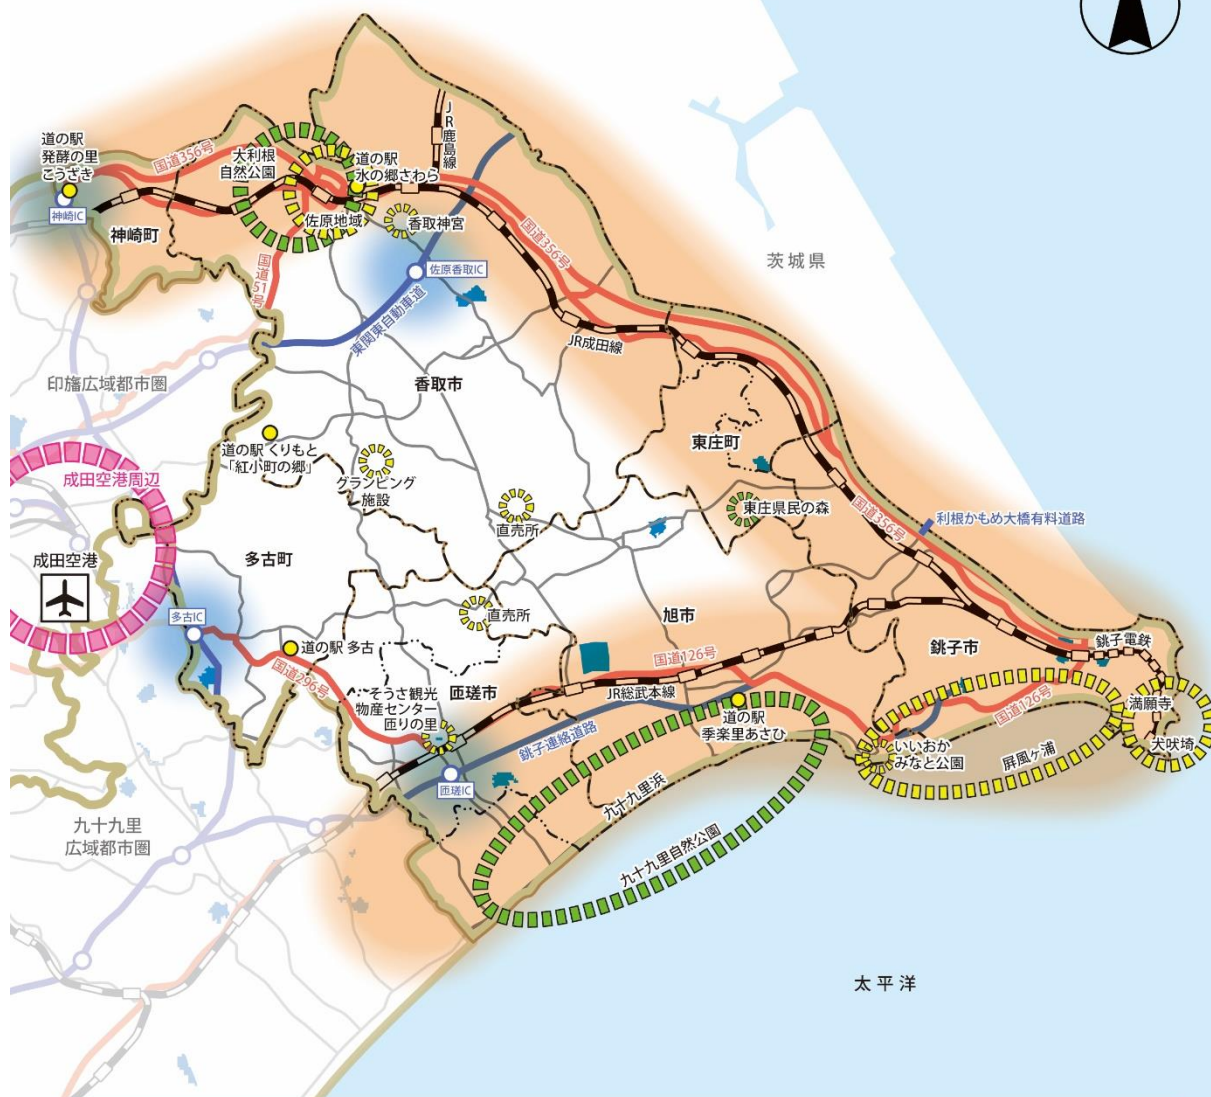 道の駅
発酵の里
こうざき
国道356号
大利根
自然公園
道の駅
水の郷さわら
JR鹿島線
神崎IC
神崎町
佐原地域
香取神宮
国道51号
佐原香取IC
東関東自動車道
国道356号
茨城県
JR成田線
印旛広域都市圏
香取市
東庄町
道の駅 くりもと
「紅小町の郷」
グランピング
施設
成田空港周辺
直売所
東庄県民の森
国道356号
利根かもめ大橋有料道路
成田空港
多古町
多古IC
直売所
旭市
道の駅 多古
国道296号
国道126号
銚子市
銚子電鉄
そうさ観光
物産センター
匝りの里
匝瑳市
JR総武本線
銚子連絡道路
道の駅
季楽里あさひ
国道126号
満願寺
いいおか
みなと公園
屏風ヶ浦
犬吠埼
匝瑳IC
九十九里浜
九十九里
広域都市圏
九十九里自然公園
太平洋